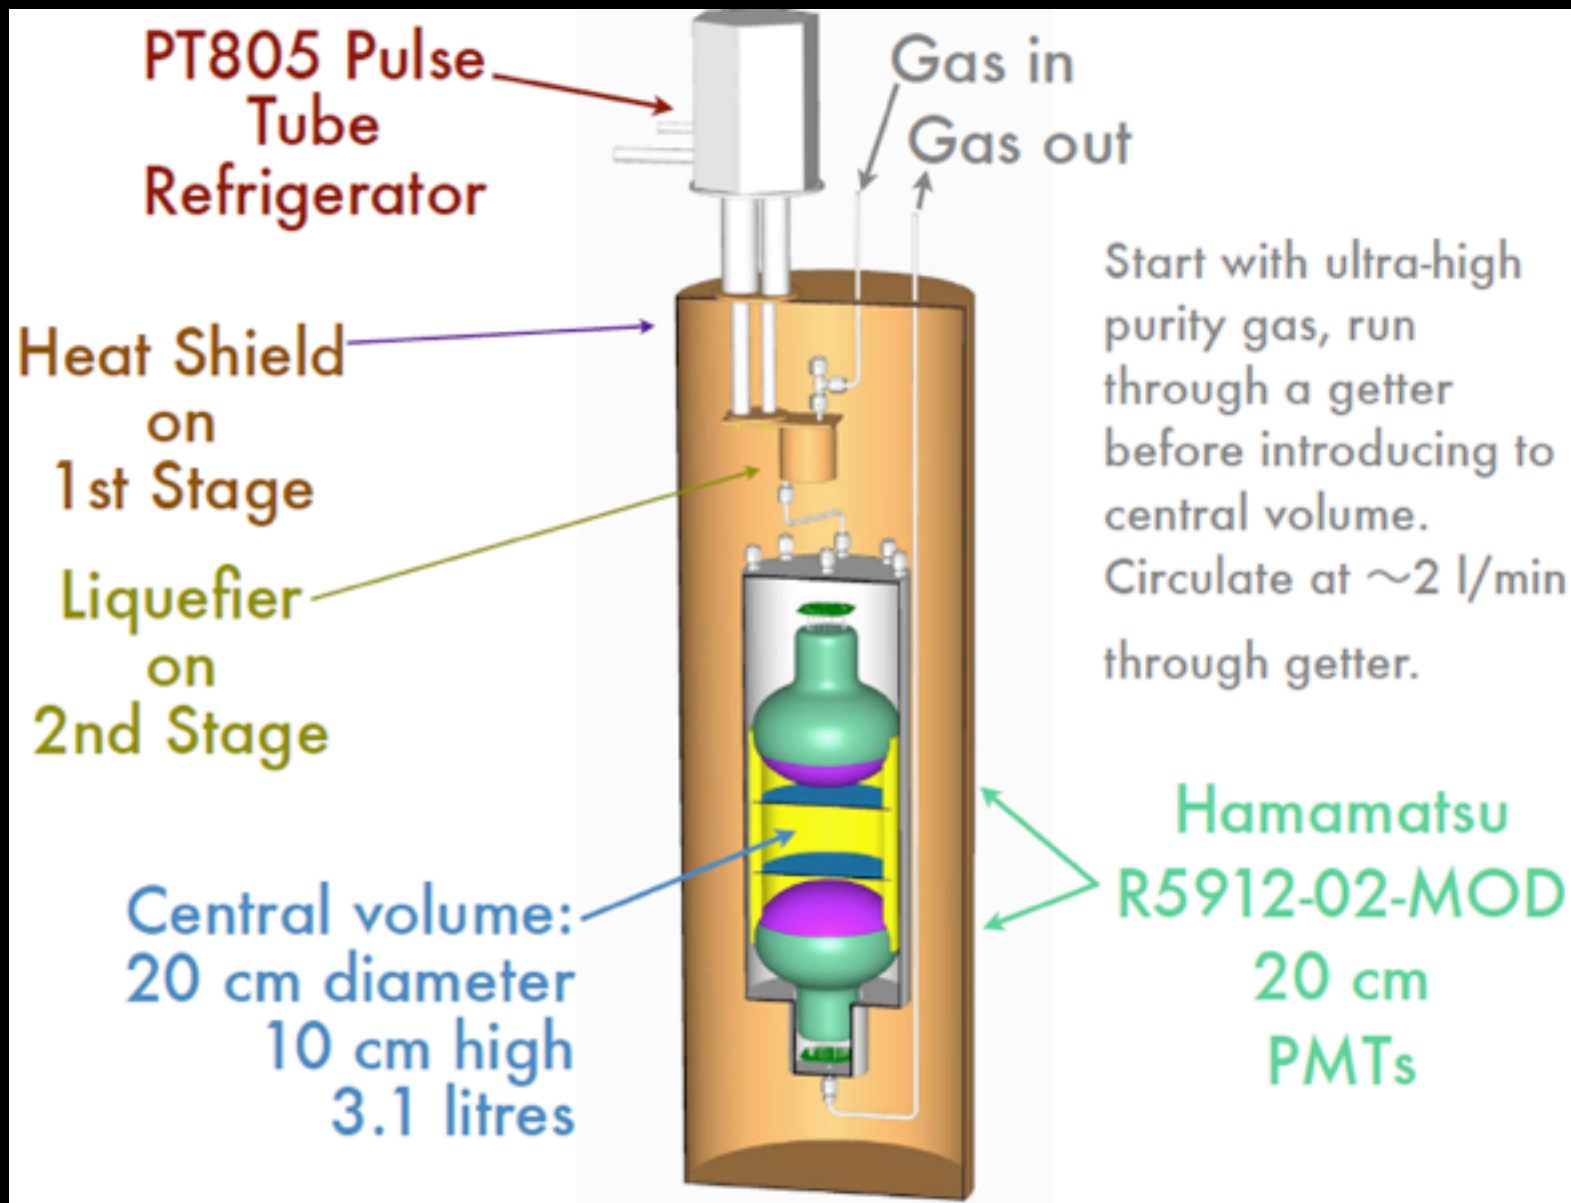 PT805 Pulse
Tube
Refrigerator
Gas in
Gas out
Heat Shield
on
1st Stage
Liquefier
on
2nd Stage
Central volume:
20 cm diameter
10 cm high
3.1 litres
Start with ultra-high
purity gas, run
through a getter
before introducing to
central volume.
Circulate at ~2 l/min
through getter.
Hamamatsu
R5912-02-MOD
20 cm
PMTs